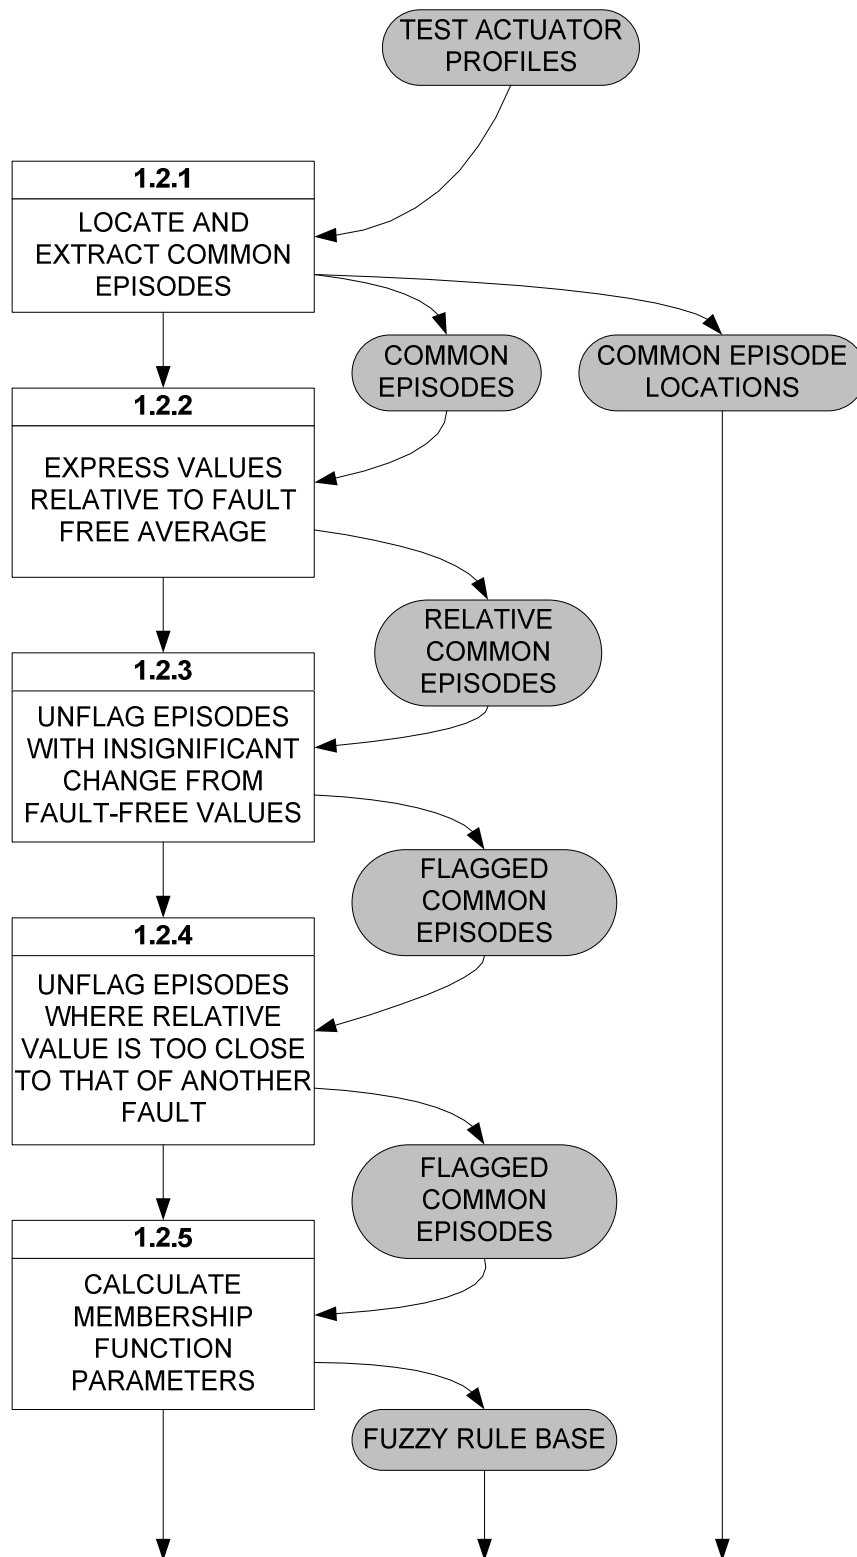 TEST ACTUATOR
PROFILES
1.2.1
LOCATE AND
EXTRACT COMMON
EPISODES
COMMON
EPISODES
COMMON EPISODE
LOCATIONS
1.2.2
EXPRESS VALUES
RELATIVE TO FAULT
FREE AVERAGE
RELATIVE
COMMON
EPISODES
1.2.3
UNFLAG EPISODES
WITH INSIGNIFICANT
CHANGE FROM
FAULT-FREE VALUES
FLAGGED
COMMON
EPISODES
1.2.4
UNFLAG EPISODES
WHERE RELATIVE
VALUE IS TOO CLOSE
TO THAT OF ANOTHER
FAULT
FLAGGED
COMMON
EPISODES
1.2.5
CALCULATE
MEMBERSHIP
FUNCTION
PARAMETERS
FUZZY RULE BASE